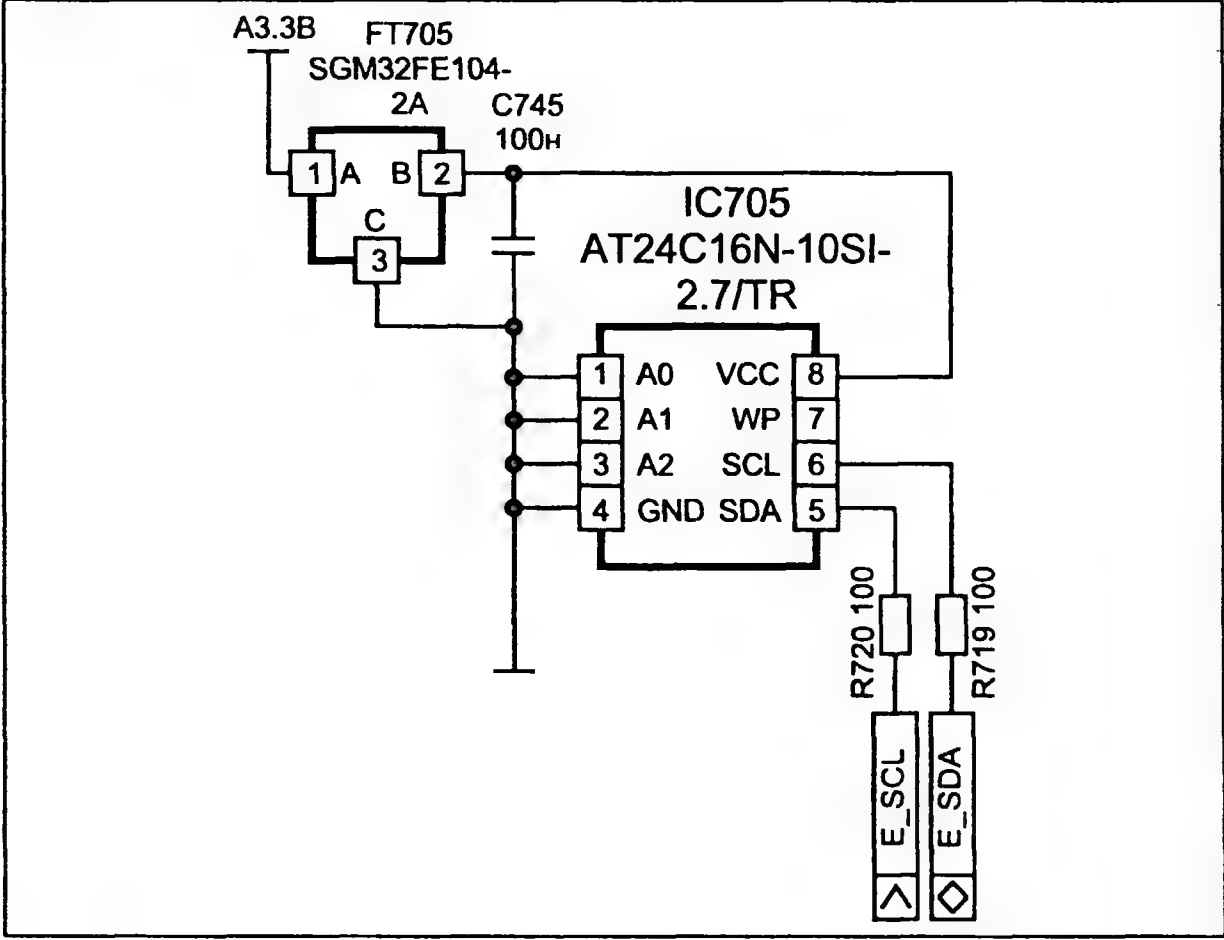 A3.3В
FT705
SGM32FE104-
2A
C745
100н
1 A
B 2
C
3
IC705
AT24C16N-10SI-
2.7/TR
1 A0 VCC 8
2 A1 WP 7
3 A2 SCL 6
4 GND SDA 5
R720 100
R719 100
E_SCL
E_SDA